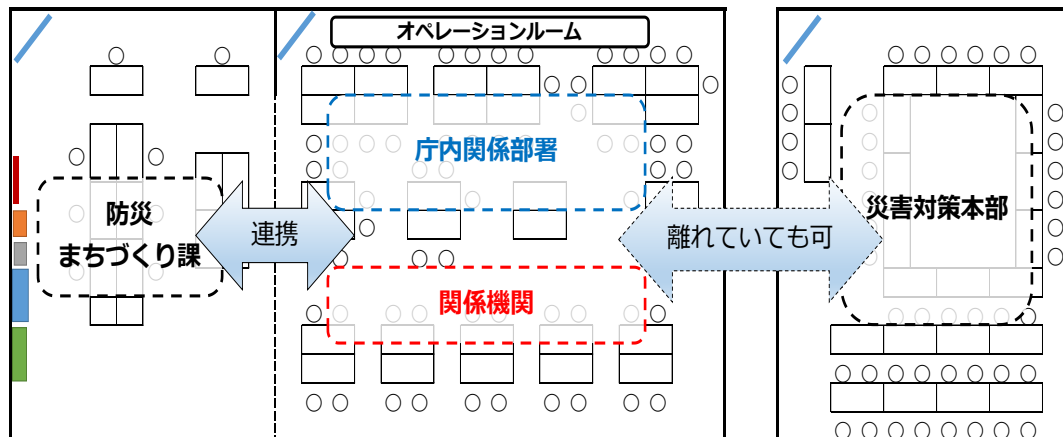 オペレーションルーム
庁内関係部署
防災
まちづくり課
連携
離れていても可
災害対策本部
関係機関